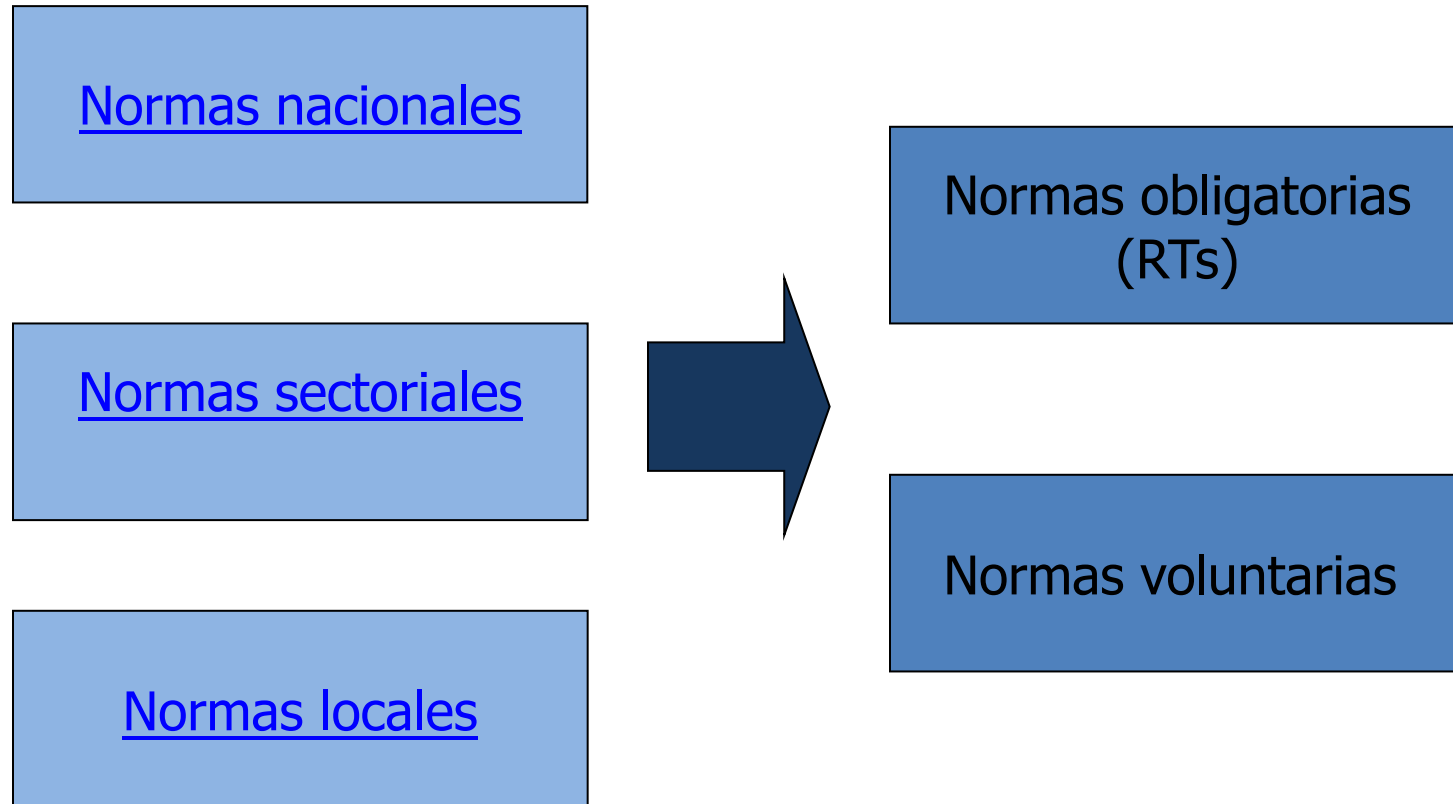 Normas nacionales
Normas sectoriales
Normas locales
Normas obligatorias
(RTs)
Normas voluntarias